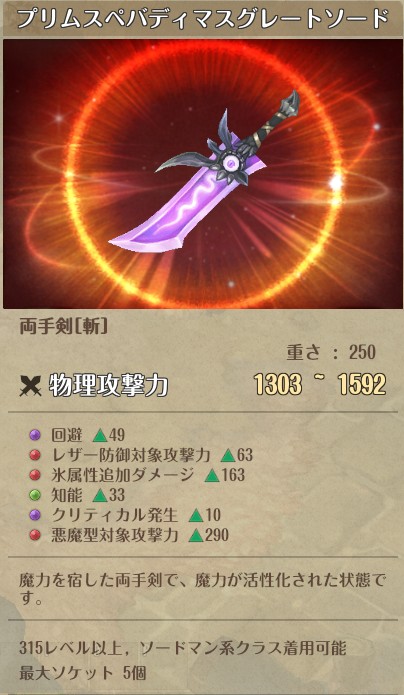 プリムスペバディマスグレートソード
両手剣[斬]
重さ : 250
物理攻撃力 1303 ~ 1592
回避 ▲49
レザー防御対象攻撃力 ▲63
氷属性追加ダメージ ▲163
知能 ▲33
クリティカル発生 ▲10
悪魔型対象攻撃力 ▲290
魔力を宿した両手剣で、魔力が活性化された状態で
す。
315レベル以上, ソードマン系クラス着用可能
最大ソケット 5個